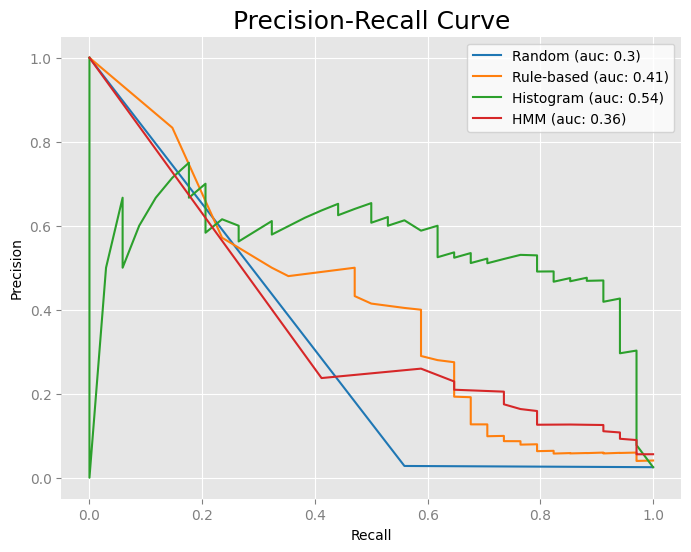 Precision-Recall Curve
Random (auc: 0.3)
Rule-based (auc: 0.41)
Histogram (auc: 0.54)
HMM (auc: 0.36)
Precision
1.0
0.8
0.6
0.4
0.2
0.0
0.0 0.2 0.4 0.6 0.8 1.0
Recall